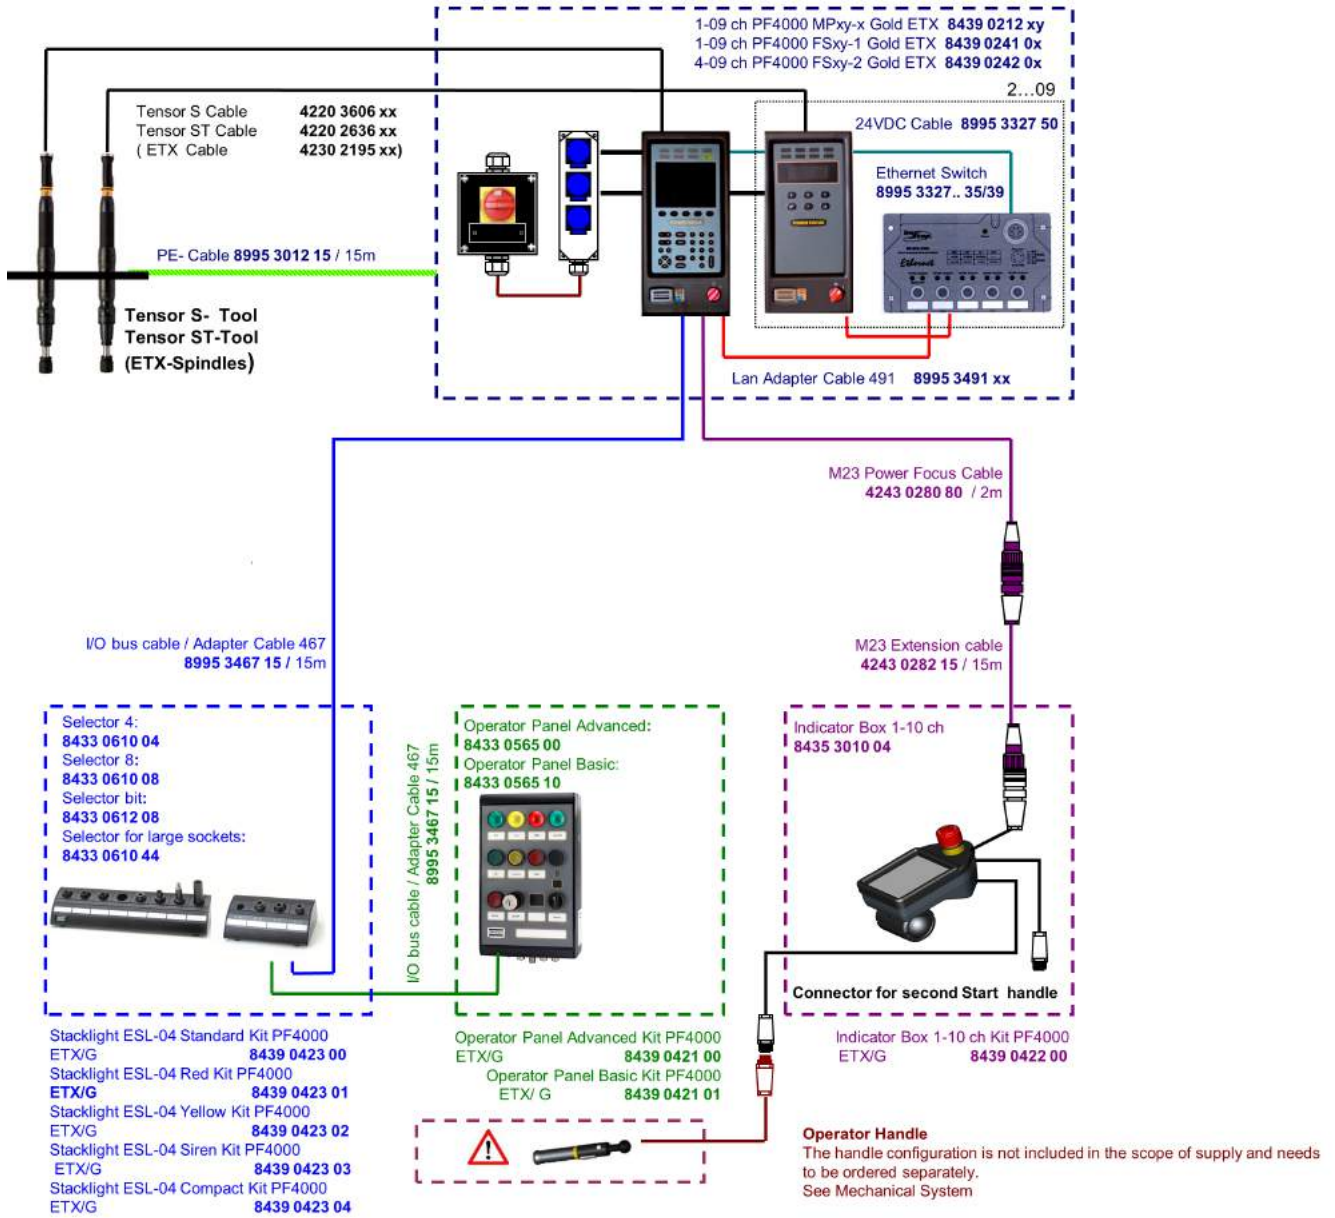 1-09 ch PF4000 MPxy-x Gold ETX 8439 0212 xy
1-09 ch PF4000 FSxy-1 Gold ETX 8439 0241 0x
4-09 ch PF4000 FSxy-2 Gold ETX 8439 0242 0x
2...09
Tensor S Cable 4220 3606 xx
Tensor ST Cable 4220 2636 xx
( ETX Cable 4230 2195 xx)
24VDC Cable 8995 3327 50
Ethernet Switch
8995 3327.. 35/39
Ethernet
PE- Cable 8995 3012 15 / 15m
Tensor S- Tool
Tensor ST-Tool
(ETX-Spindles)
Lan Adapter Cable 491 8995 3491 xx
M23 Power Focus Cable
4243 0280 80 / 2m
I/O bus cable / Adapter Cable 467
8995 3467 15 / 15m
M23 Extension cable
4243 0282 15 / 15m
Selector 4:
8433 0610 04
Selector 8:
8433 0610 08
Selector bit:
8433 0612 08
Selector for large sockets:
8433 0610 44
I/O bus cable / Adapter Cable 467
8995 3467 15 / 15m
Operator Panel Advanced:
8433 0565 00
Operator Panel Basic:
8433 0565 10
Indicator Box 1-10 ch
8435 3010 04
Connector for second Start handle
Stacklight ESL-04 Standard Kit PF4000
ETX/G 8439 0423 00
Stacklight ESL-04 Red Kit PF4000
ETX/G 8439 0423 01
Stacklight ESL-04 Yellow Kit PF4000
ETX/G 8439 0423 02
Stacklight ESL-04 Siren Kit PF4000
ETX/G 8439 0423 03
Stacklight ESL-04 Compact Kit PF4000
ETX/G 8439 0423 04
Operator Panel Advanced Kit PF4000
ETX/G 8439 0421 00
Operator Panel Basic Kit PF4000
ETX/ G 8439 0421 01
Indicator Box 1-10 ch Kit PF4000
ETX/G 8439 0422 00
Operator Handle
The handle configuration is not included in the scope of supply and needs
to be ordered separately.
See Mechanical System